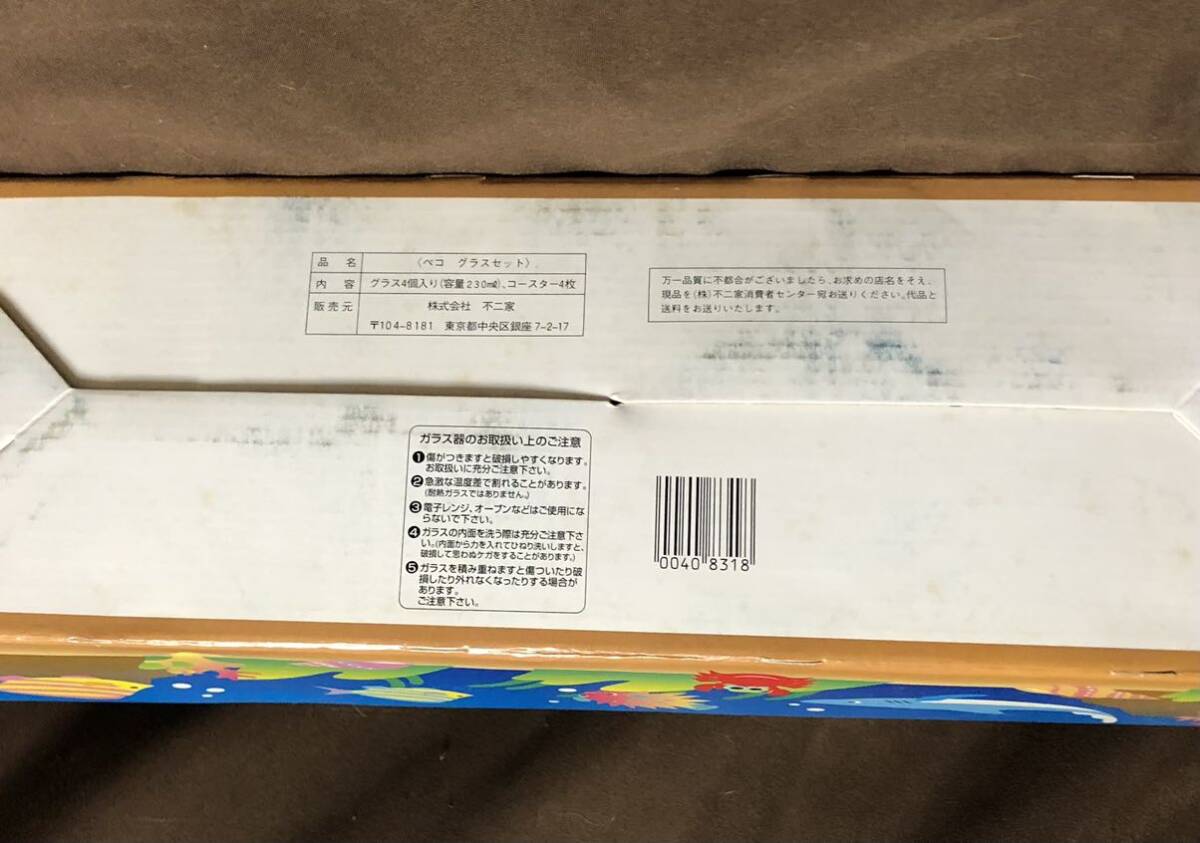 品名 〈ペコ グラスセット〉
内容 グラス4個入り(容量230㎖)、コースター4枚
販売元 株式会社 不二家
〒104-8181 東京都中央区銀座7-2-17
万一品質に不都合がございましたら、お求めの店名をそえ、
現品を(株)不二家消費者センター宛お送りください。代品と
送料をお送りいたします。
ガラス器のお取扱い上のご注意
❶傷がつきますと破損しやすくなります。
お取扱いに充分ご注意下さい。
❷急激な温度差で割れることがあります。
(耐熱ガラスではありません。)
❸電子レンジ、オーブンなどはご使用にな
らないで下さい。
❹ガラスの内面を洗う際は充分ご注意下さ
い。(内面から力を入れてひねり洗いしますと、
破損して思わぬケガをすることがあります。)
❺ガラスを積み重ねますと傷ついたり破
損したり外れなくなったりする場合が
あります。
ご注意下さい。
0040 8318